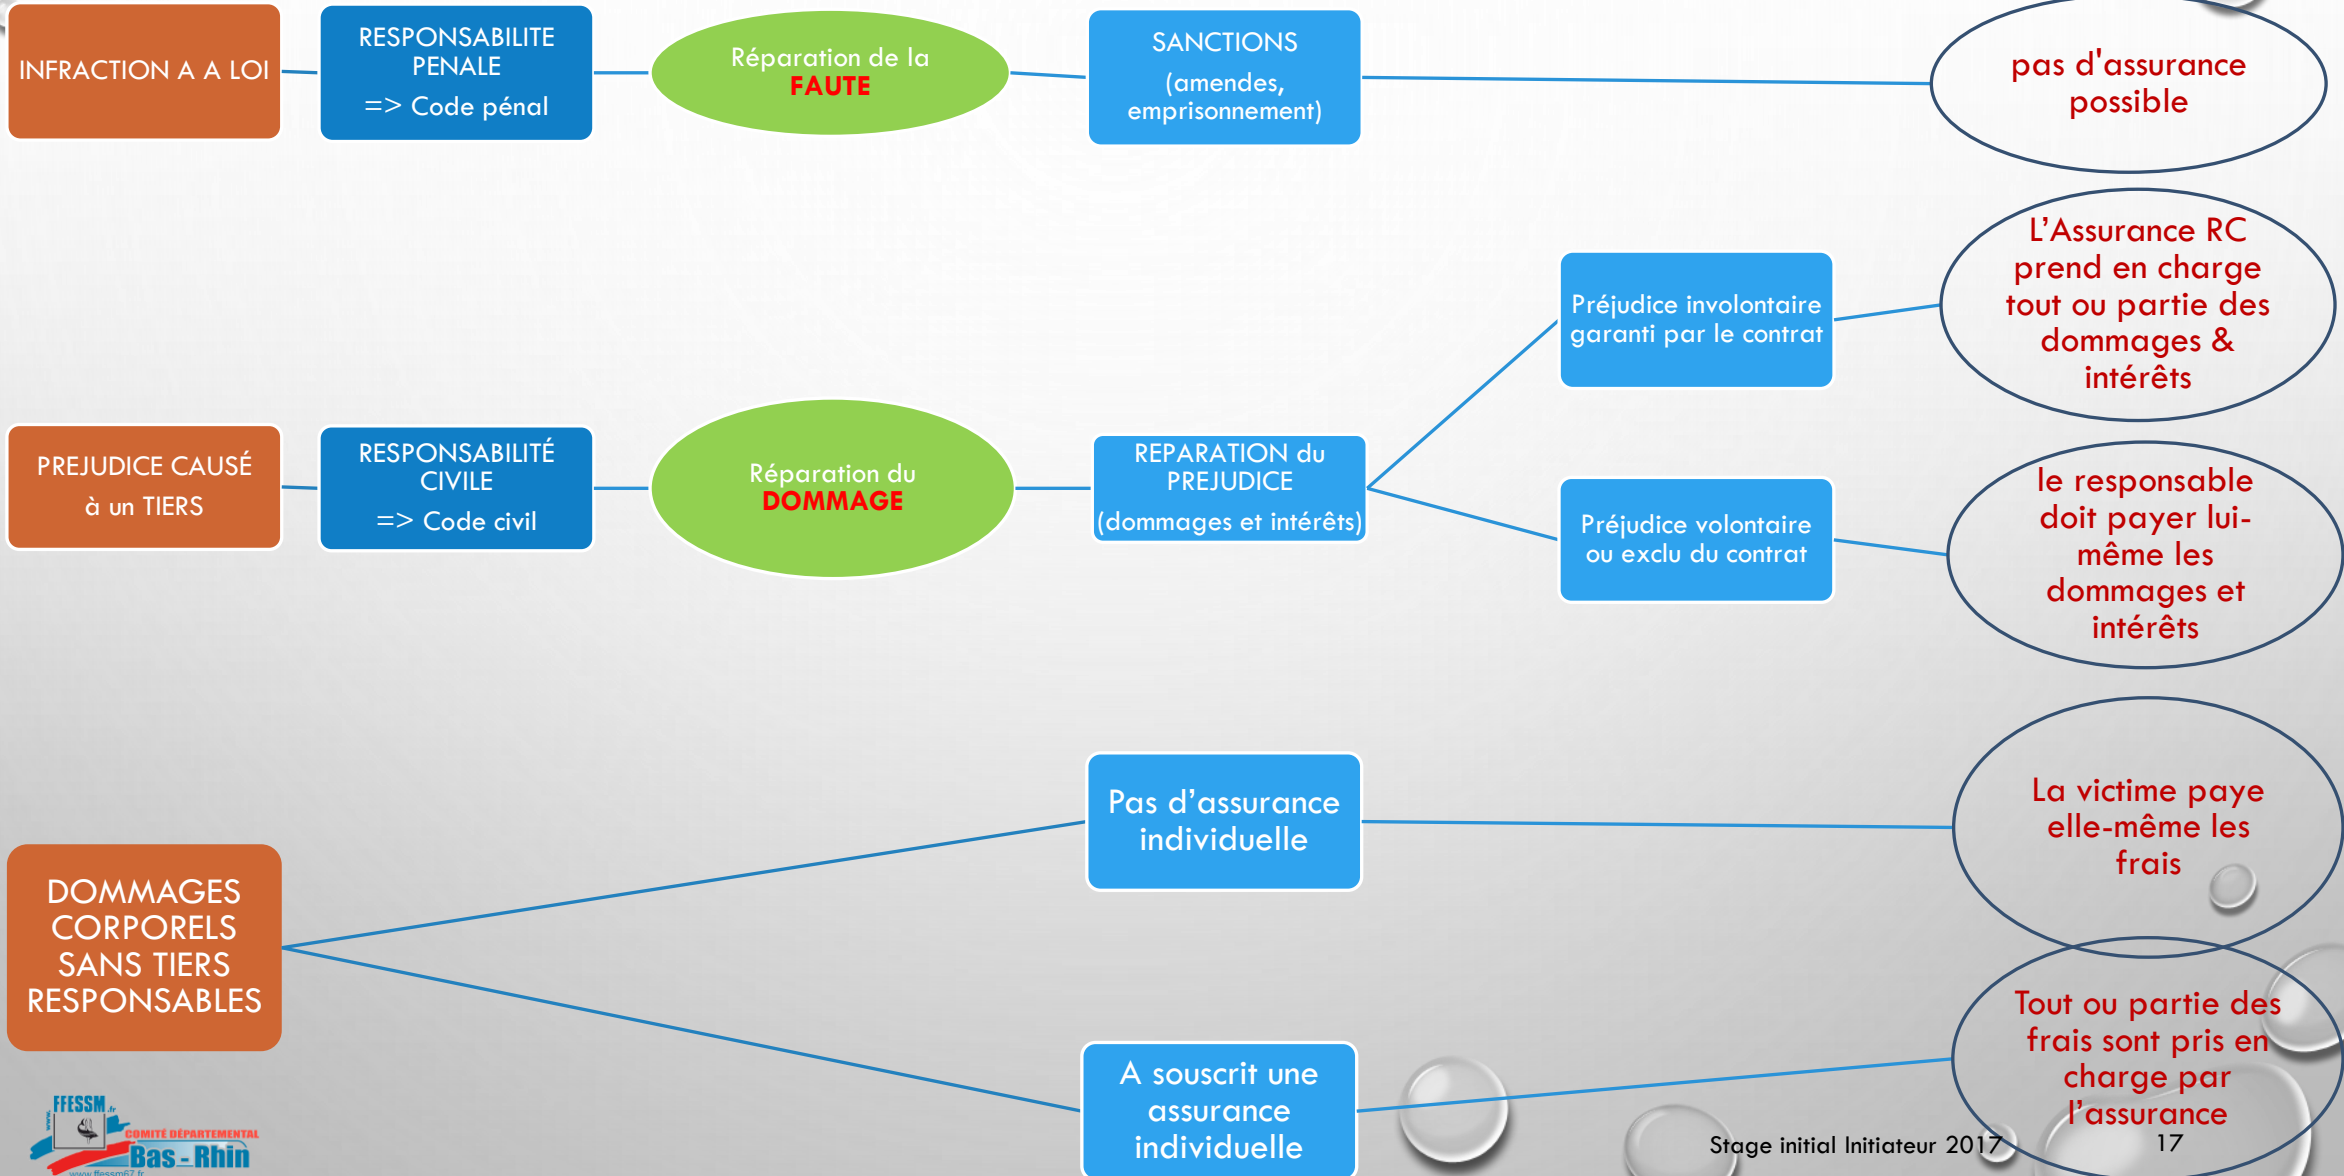 INFRACTION A A LOI
RESPONSABILITE
PENALE
=> Code pénal
Réparation de la
FAUTE
SANCTIONS
(amendes,
emprisonnement)
pas d'assurance
possible
PREJUDICE CAUSÉ
à un TIERS
RESPONSABILITÉ
CIVILE
=> Code civil
Réparation du
DOMMAGE
REPARATION du
PREJUDICE
(dommages et intérêts)
Préjudice involontaire
garanti par le contrat
L’Assurance RC
prend en charge
tout ou partie des
dommages &
intérêts
Préjudice volontaire
ou exclu du contrat
le responsable
doit payer lui-
même les
dommages et
intérêts
DOMMAGES
CORPORELS
SANS TIERS
RESPONSABLES
Pas d’assurance
individuelle
La victime paye
elle-même les
frais
A souscrit une
assurance
individuelle
Tout ou partie des
frais sont pris en
charge par
l’assurance
www.
FFESSM.fr
COMITÉ DÉPARTEMENTAL
Bas - Rhin
www.ffessm67.fr
Stage initial Initiateur 2017
17